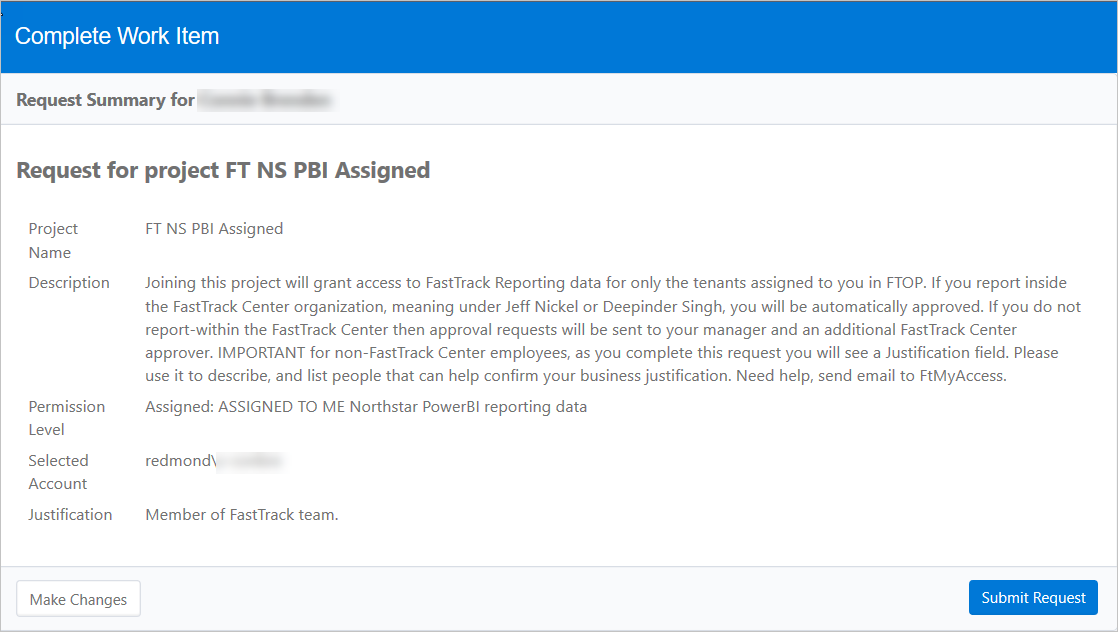 Complete Work Item
Request Summary for
Request for project FT NS PBI Assigned
Project
Name
FT NS PBI Assigned
Description
Joining this project will grant access to FastTrack Reporting data for only the tenants assigned to you in FTOP. If you report inside
the FastTrack Center organization, meaning under Jeff Nickel or Deepinder Singh, you will be automatically approved. If you do not
report-within the FastTrack Center then approval requests will be sent to your manager and an additional FastTrack Center
approver. IMPORTANT for non-FastTrack Center employees, as you complete this request you will see a Justification field. Please
use it to describe, and list people that can help confirm your business justification. Need help, send email to FtMyAccess.
Permission
Level
Assigned: ASSIGNED TO ME Northstar PowerBI reporting data
Selected
Account
redmond\
Justification
Member of FastTrack team.
Make Changes
Submit Request